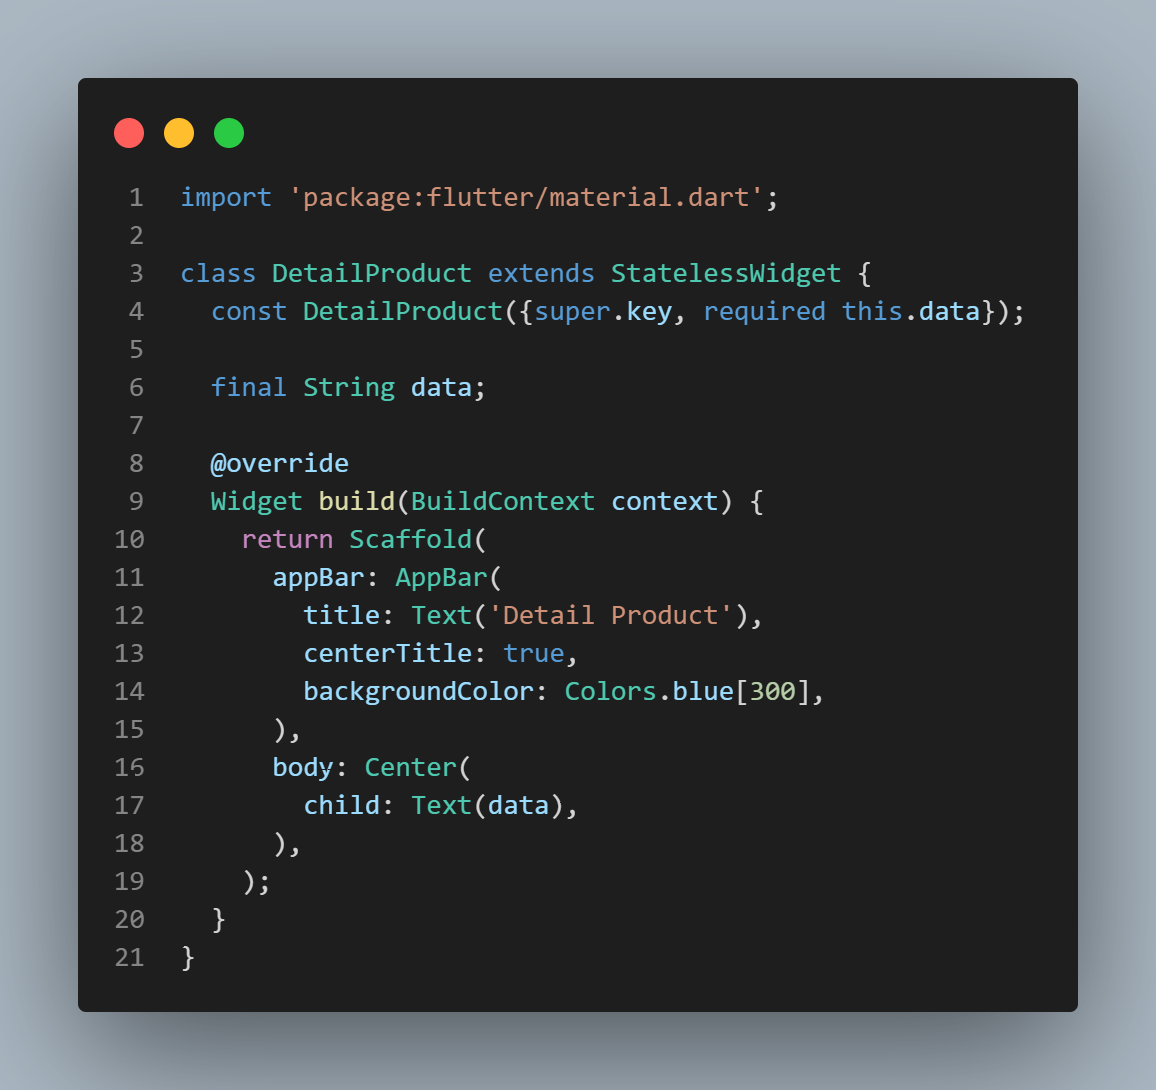 1 import 'package:flutter/material.dart';
2
3 class DetailProduct extends StatelessWidget {
4   const DetailProduct({super.key, required this.data});
5
6   final String data;
7
8   @override
9   Widget build(BuildContext context) {
10     return Scaffold(
11       appBar: AppBar(
12         title: Text('Detail Product'),
13         centerTitle: true,
14         backgroundColor: Colors.blue[300],
15       ),
16       body: Center(
17         child: Text(data),
18       ),
19     );
20   }
21 }